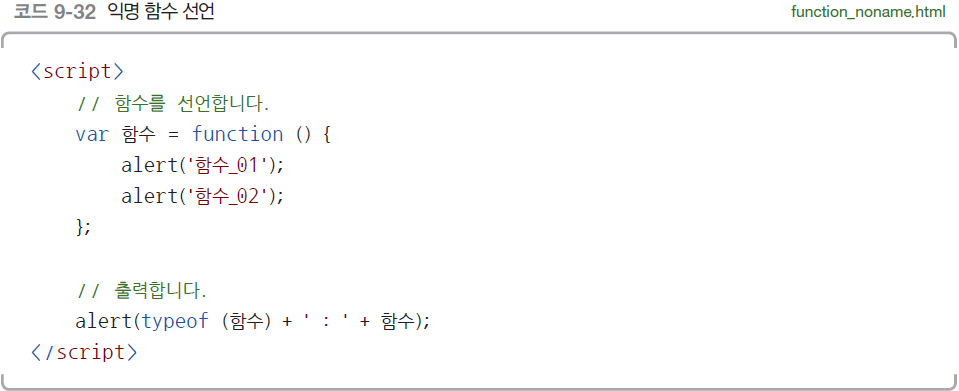 코드 9-32 익명 함수 선언 function_noname.html
<script>
// 함수를 선언합니다.
var 함수 = function () {
alert('함수_01');
alert('함수_02');
};
// 출력합니다.
alert(typeof (함수) + ' : ' + 함수);
</script>